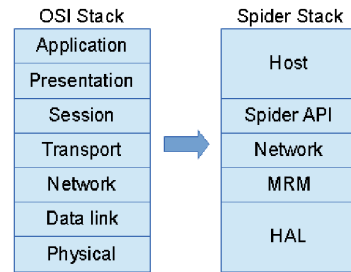 OSI Stack
Application
Presentation
Session
Transport
Network
Data link
Physical
Spider Stack
Host
Spider API
Network
MRM
HAL